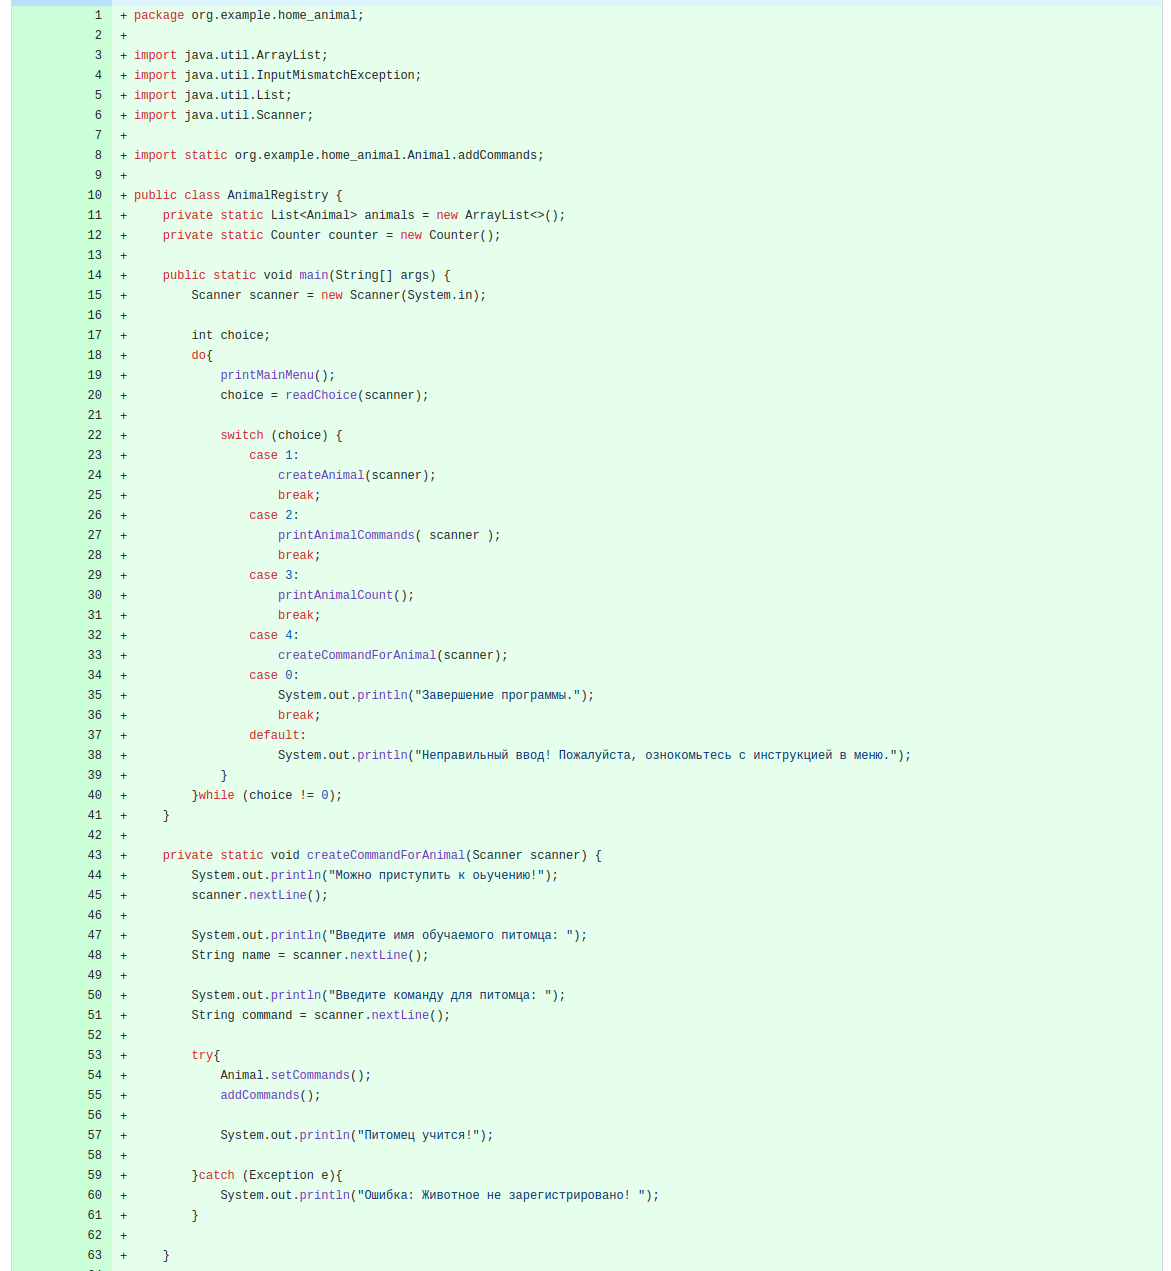 1 + package org.example.home_animal;
2 +
3 + import java.util.ArrayList;
4 + import java.util.InputMismatchException;
5 + import java.util.List;
6 + import java.util.Scanner;
7 +
8 + import static org.example.home_animal.Animal.addCommands;
9 +
10 + public class AnimalRegistry {
11 +     private static List<Animal> animals = new ArrayList<>();
12 +     private static Counter counter = new Counter();
13 +
14 +     public static void main(String[] args) {
15 +         Scanner scanner = new Scanner(System.in);
16 +
17 +         int choice;
18 +         do{
19 +             printMainMenu();
20 +             choice = readChoice(scanner);
21 +
22 +             switch (choice) {
23 +                 case 1:
24 +                     createAnimal(scanner);
25 +                     break;
26 +                 case 2:
27 +                     printAnimalCommands( scanner );
28 +                     break;
29 +                 case 3:
30 +                     printAnimalCount();
31 +                     break;
32 +                 case 4:
33 +                     createCommandForAnimal(scanner);
34 +                 case 0:
35 +                     System.out.println("Завершение программы.");
36 +                     break;
37 +                 default:
38 +                     System.out.println("Неправильный ввод! Пожалуйста, ознокомьтесь с инструкцией в меню.");
39 +             }
40 +         }while (choice != 0);
41 +     }
42 +
43 +     private static void createCommandForAnimal(Scanner scanner) {
44 +         System.out.println("Можно приступить к оьучению!");
45 +         scanner.nextLine();
46 +
47 +         System.out.println("Введите имя обучаемого питомца: ");
48 +         String name = scanner.nextLine();
49 +
50 +         System.out.println("Введите команду для питомца: ");
51 +         String command = scanner.nextLine();
52 +
53 +         try{
54 +             Animal.setCommands();
55 +             addCommands();
56 +
57 +             System.out.println("Питомец учится!");
58 +
59 +         }catch (Exception e){
60 +             System.out.println("Ошибка: Животное не зарегистрировано! ");
61 +         }
62 +
63 +     }